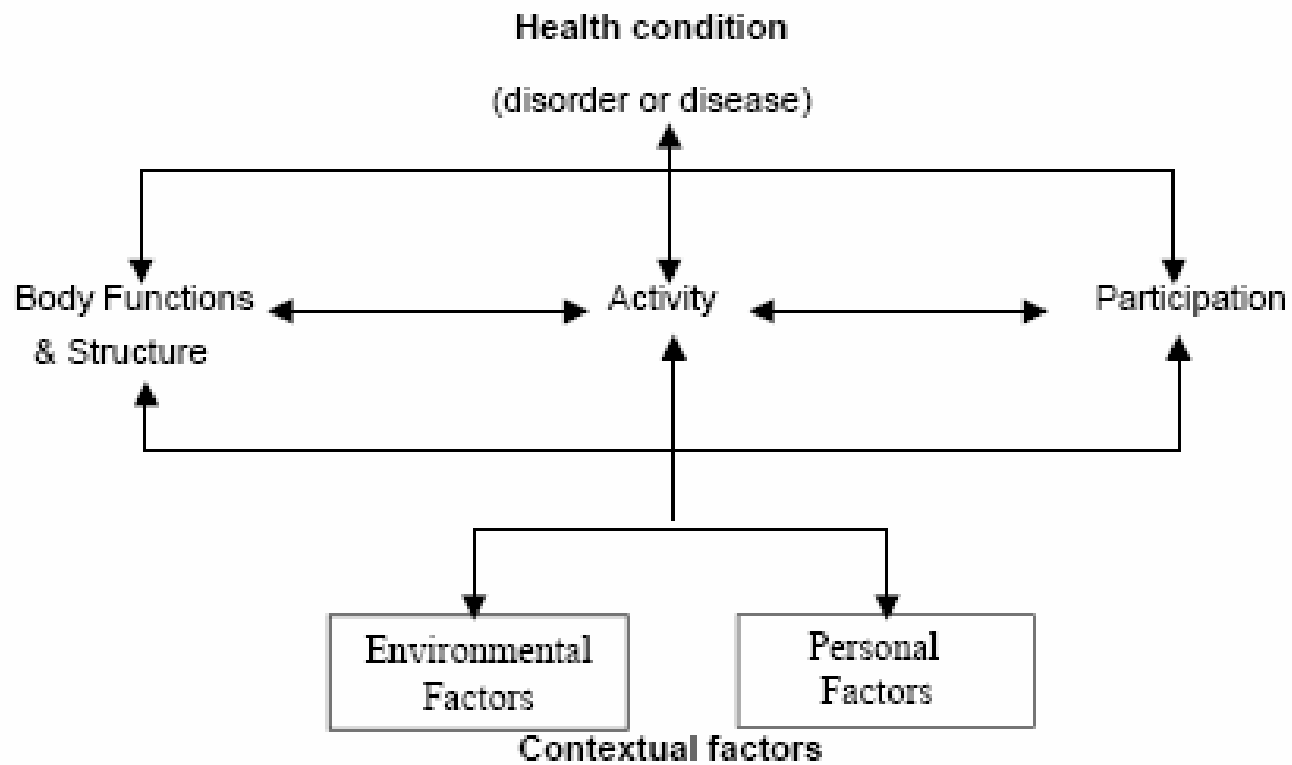 Health condition
(disorder or disease)
Body Functions
& Structure
Activity
Participation
Environmental
Factors
Personal
Factors
Contextual factors